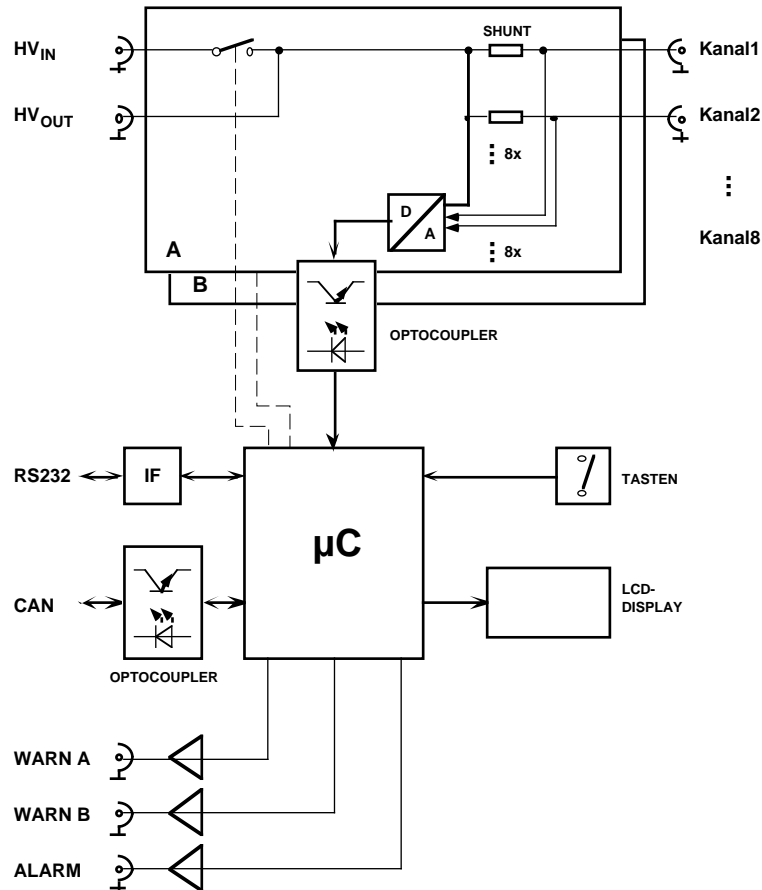 SHUNT
HV_IN
Kanal1
HV_OUT
Kanal2
8x
D
A
Kanal8
A
8x
B
OPTOCOUPLER
RS232
IF
TASTEN
µC
CAN
LCD-
DISPLAY
OPTOCOUPLER
WARN A
WARN B
ALARM